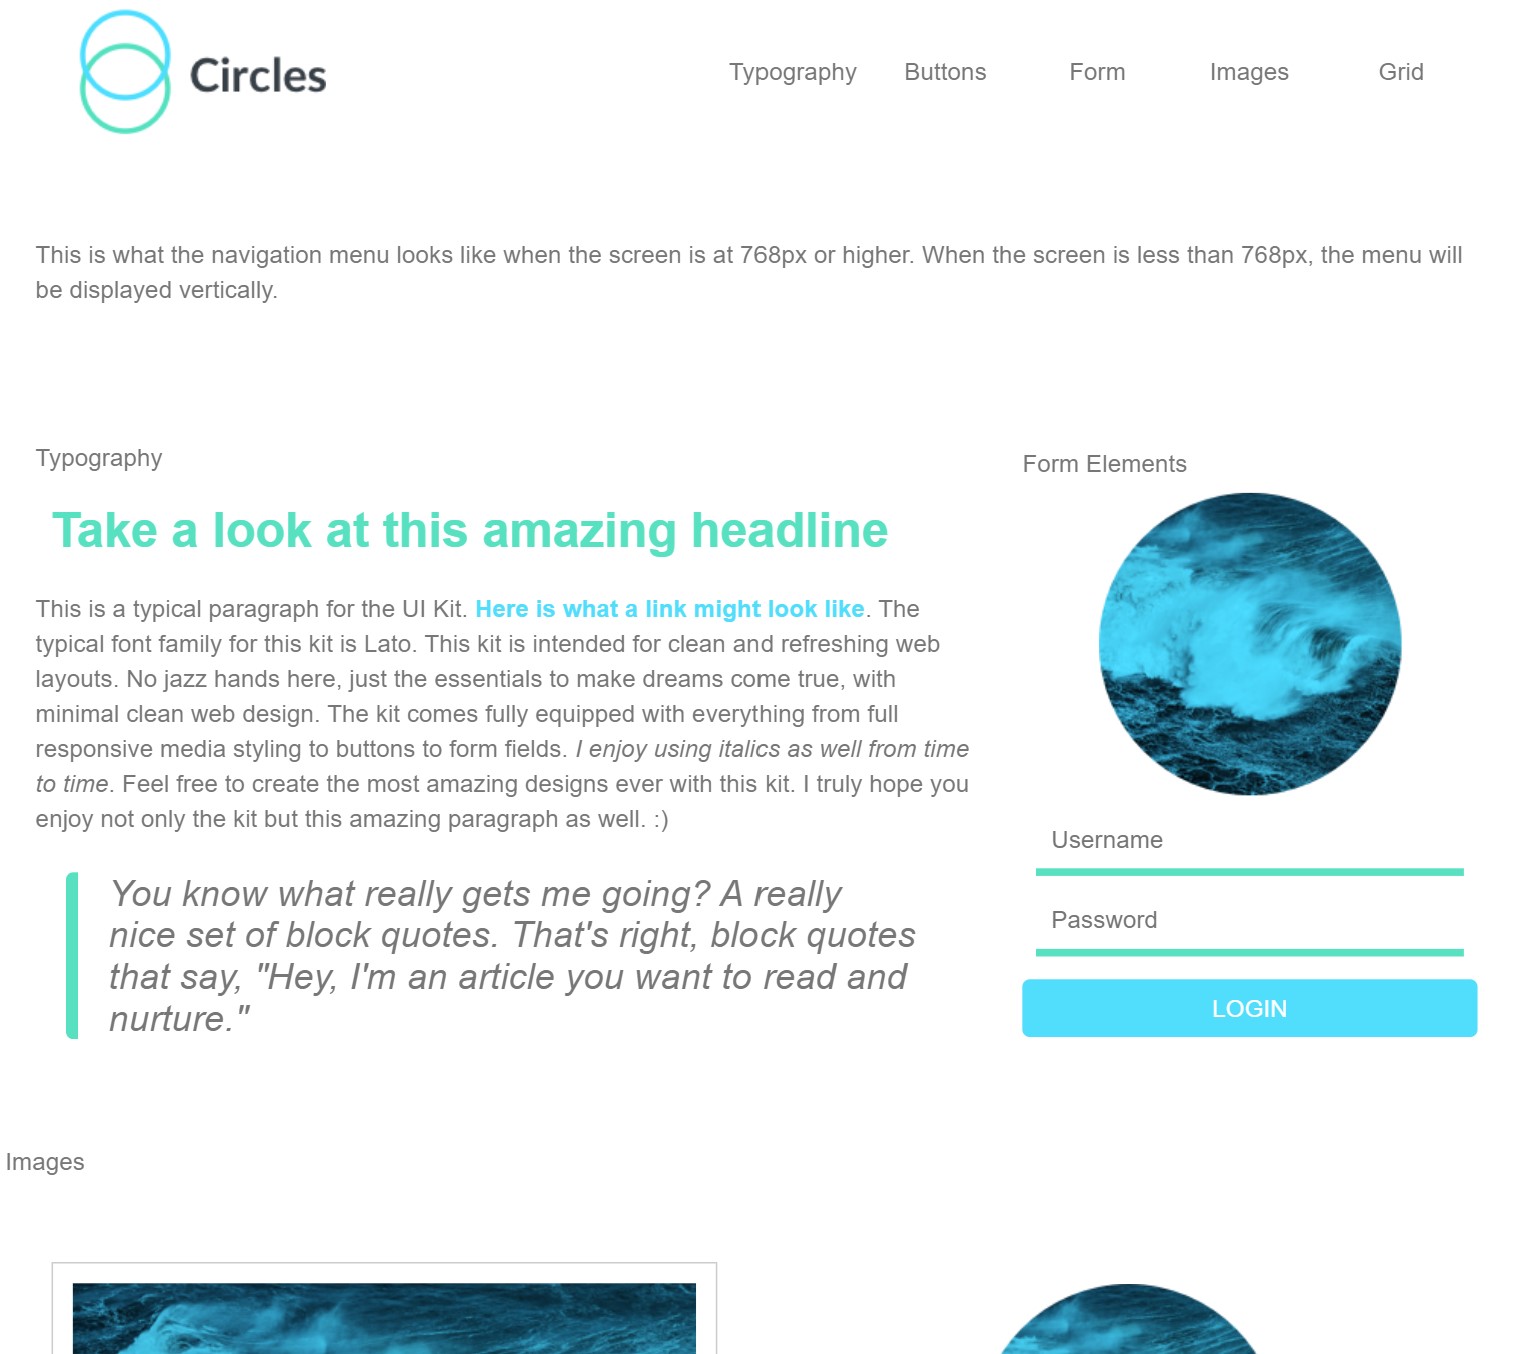 Circles
Typography Buttons Form Images Grid
This is what the navigation menu looks like when the screen is at 768px or higher. When the screen is less than 768px, the menu will
be displayed vertically.
Typography
Take a look at this amazing headline
This is a typical paragraph for the UI Kit. Here is what a link might look like. The
typical font family for this kit is Lato. This kit is intended for clean and refreshing web
layouts. No jazz hands here, just the essentials to make dreams come true, with
minimal clean web design. The kit comes fully equipped with everything from full
responsive media styling to buttons to form fields. I enjoy using italics as well from time
to time. Feel free to create the most amazing designs ever with this kit. I truly hope you
enjoy not only the kit but this amazing paragraph as well. :)
You know what really gets me going? A really
nice set of block quotes. That's right, block quotes
that say, "Hey, I'm an article you want to read and
nurture."
Form Elements
Username
Password
LOGIN
Images